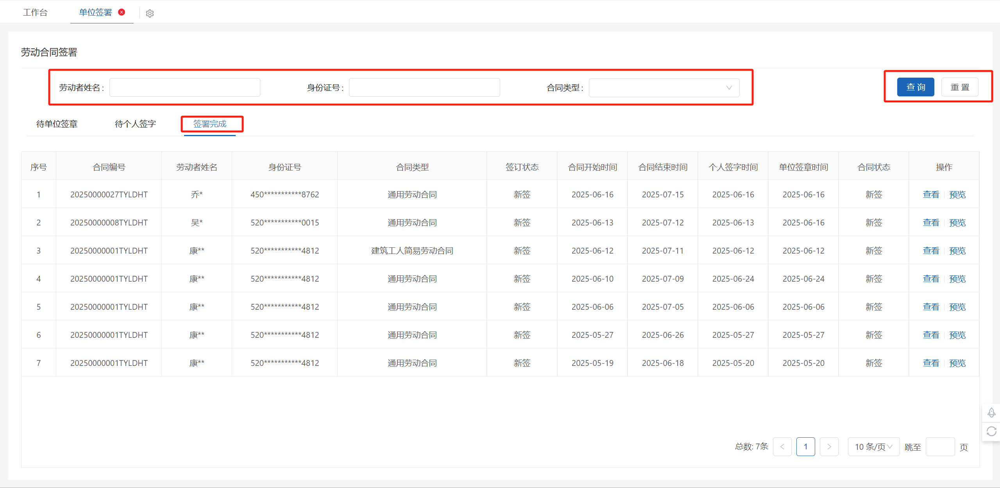 工作台 单位签署
劳动合同签署
劳动者姓名: 身份证号: 合同类型: 查询 重置
待单位签章 待个人签字 签署完成
序号 合同编号 劳动者姓名 身份证号 合同类型 签订状态 合同开始时间 合同结束时间 个人签字时间 单位签章时间 合同状态 操作
1 20250000027TYLDHT 乔* 450***********8762 通用劳动合同 新签 2025-06-16 2025-07-15 2025-06-16 2025-06-16 新签 查看 预览
2 20250000008TYLDHT 吴* 520***********0015 通用劳动合同 新签 2025-06-13 2025-07-12 2025-06-13 2025-06-16 新签 查看 预览
3 20250000001TYLDHT 康** 520***********4812 建筑工人简易劳动合同 新签 2025-06-12 2025-07-11 2025-06-12 2025-06-12 新签 查看 预览
4 20250000001TYLDHT 康** 520***********4812 通用劳动合同 新签 2025-06-10 2025-07-09 2025-06-24 2025-06-24 新签 查看 预览
5 20250000001TYLDHT 康** 520***********4812 通用劳动合同 新签 2025-06-06 2025-07-05 2025-06-06 2025-06-06 新签 查看 预览
6 20250000001TYLDHT 康** 520***********4812 通用劳动合同 新签 2025-05-27 2025-06-26 2025-05-27 2025-05-27 新签 查看 预览
7 20250000001TYLDHT 康** 520***********4812 通用劳动合同 新签 2025-05-19 2025-06-18 2025-05-20 2025-05-20 新签 查看 预览
总数: 7条 < 1 > 10 条/页 跳至 页